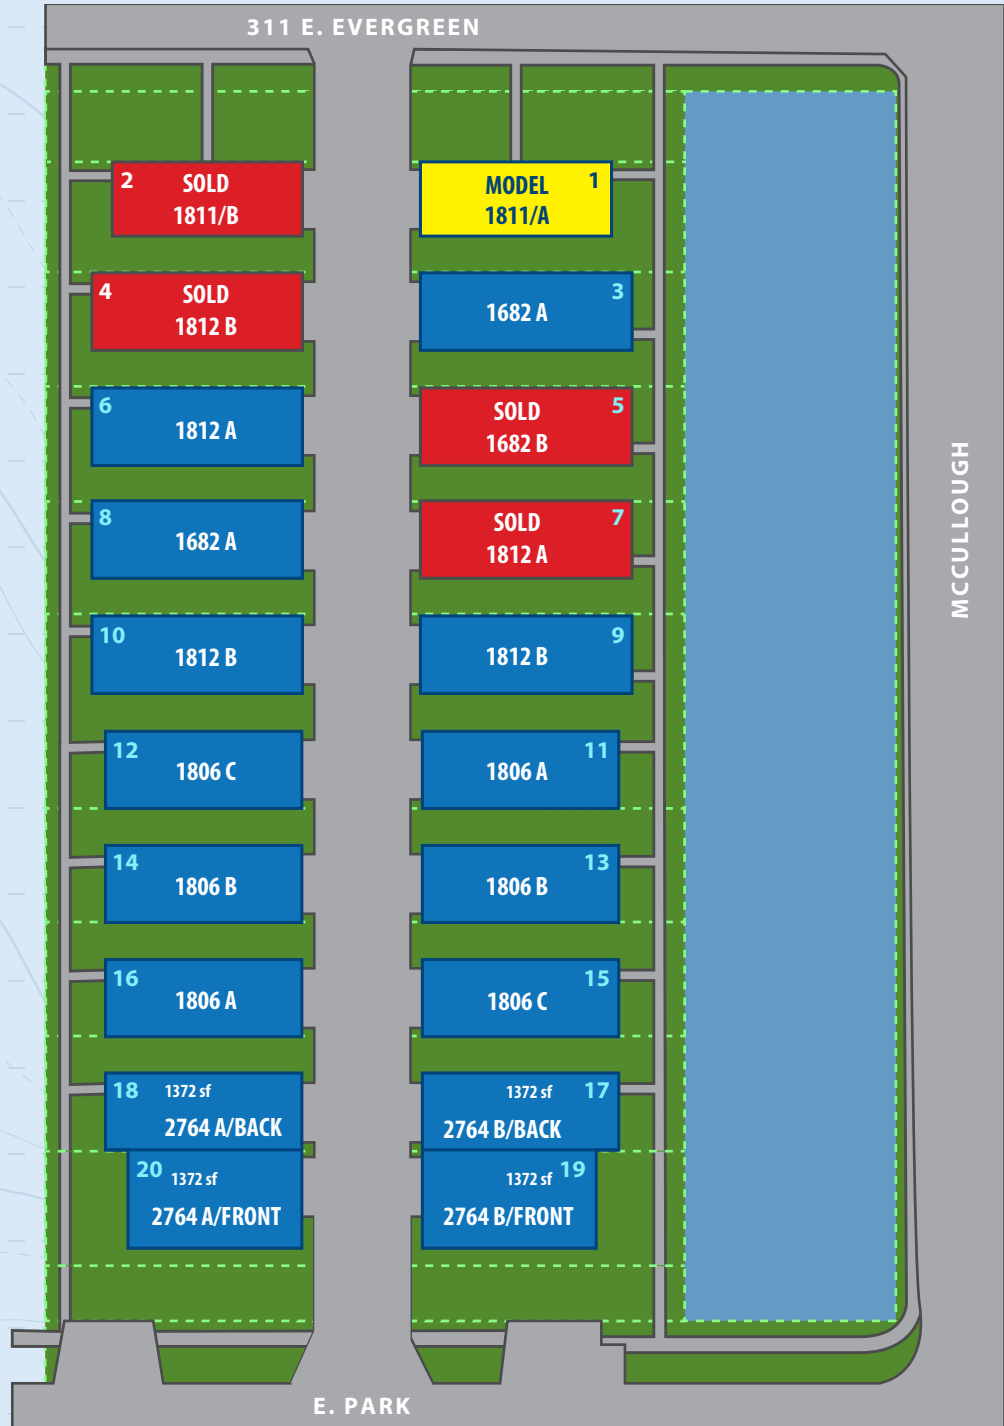 311 E. EVERGREEN
2
SOLD
1811/B
MODEL
1
1811/A
4
SOLD
1812 B
3
1682 A
6
1812 A
SOLD
5
1682 B
8
1682 A
SOLD
7
1812 A
10
1812 B
9
1812 B
12
1806 C
11
1806 A
14
1806 B
13
1806 B
16
1806 A
15
1806 C
18
1372 sf
2764 A/BACK
1372 sf
17
2764 B/BACK
20
1372 sf
2764 A/FRONT
1372 sf
19
2764 B/FRONT
MCCULLOUGH
E. PARK